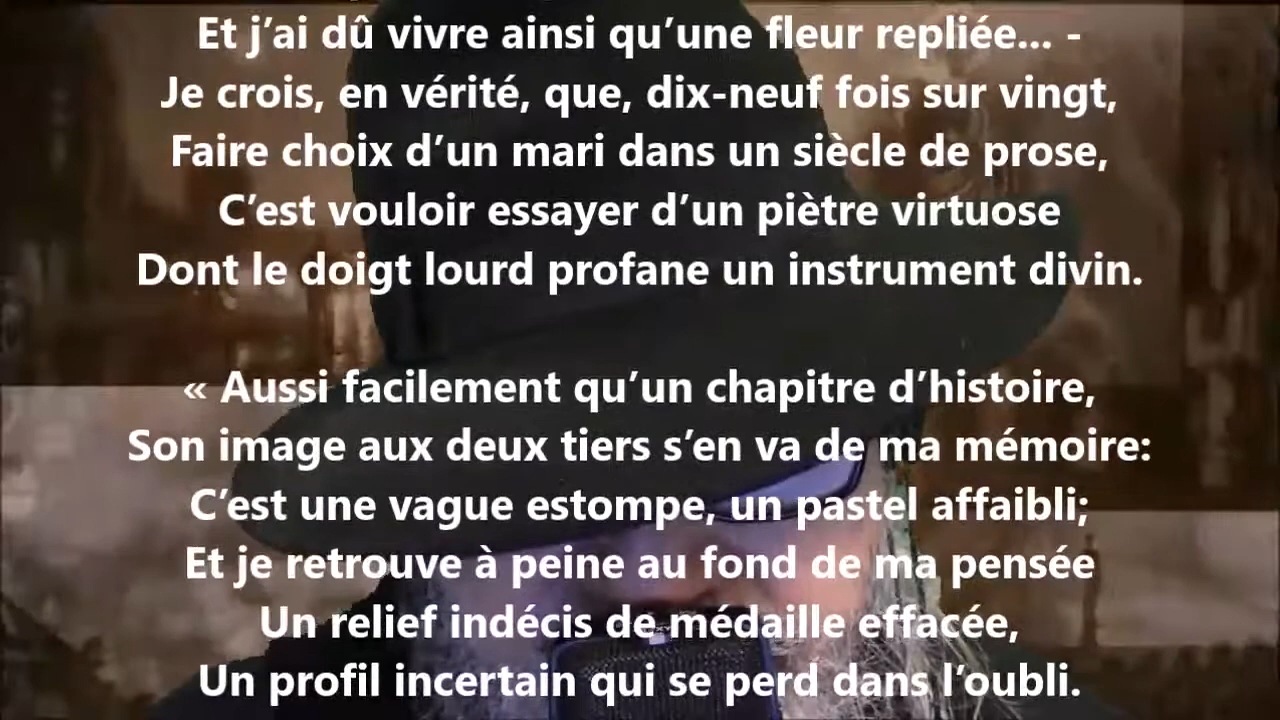 Et j’ai dû vivre ainsi qu’une fleur repliée... -
Je crois, en vérité, que, dix-neuf fois sur vingt,
Faire choix d’un mari dans un siècle de prose,
C’est vouloir essayer d’un piètre virtuose
Dont le doigt lourd profane un instrument divin.
« Aussi facilement qu’un chapitre d’histoire,
Son image aux deux tiers s’en va de ma mémoire:
C’est une vague estompe, un pastel affaibli;
Et je retrouve à peine au fond de ma pensée
Un relief indécis de médaille effacée,
Un profil incertain qui se perd dans l’oubli.